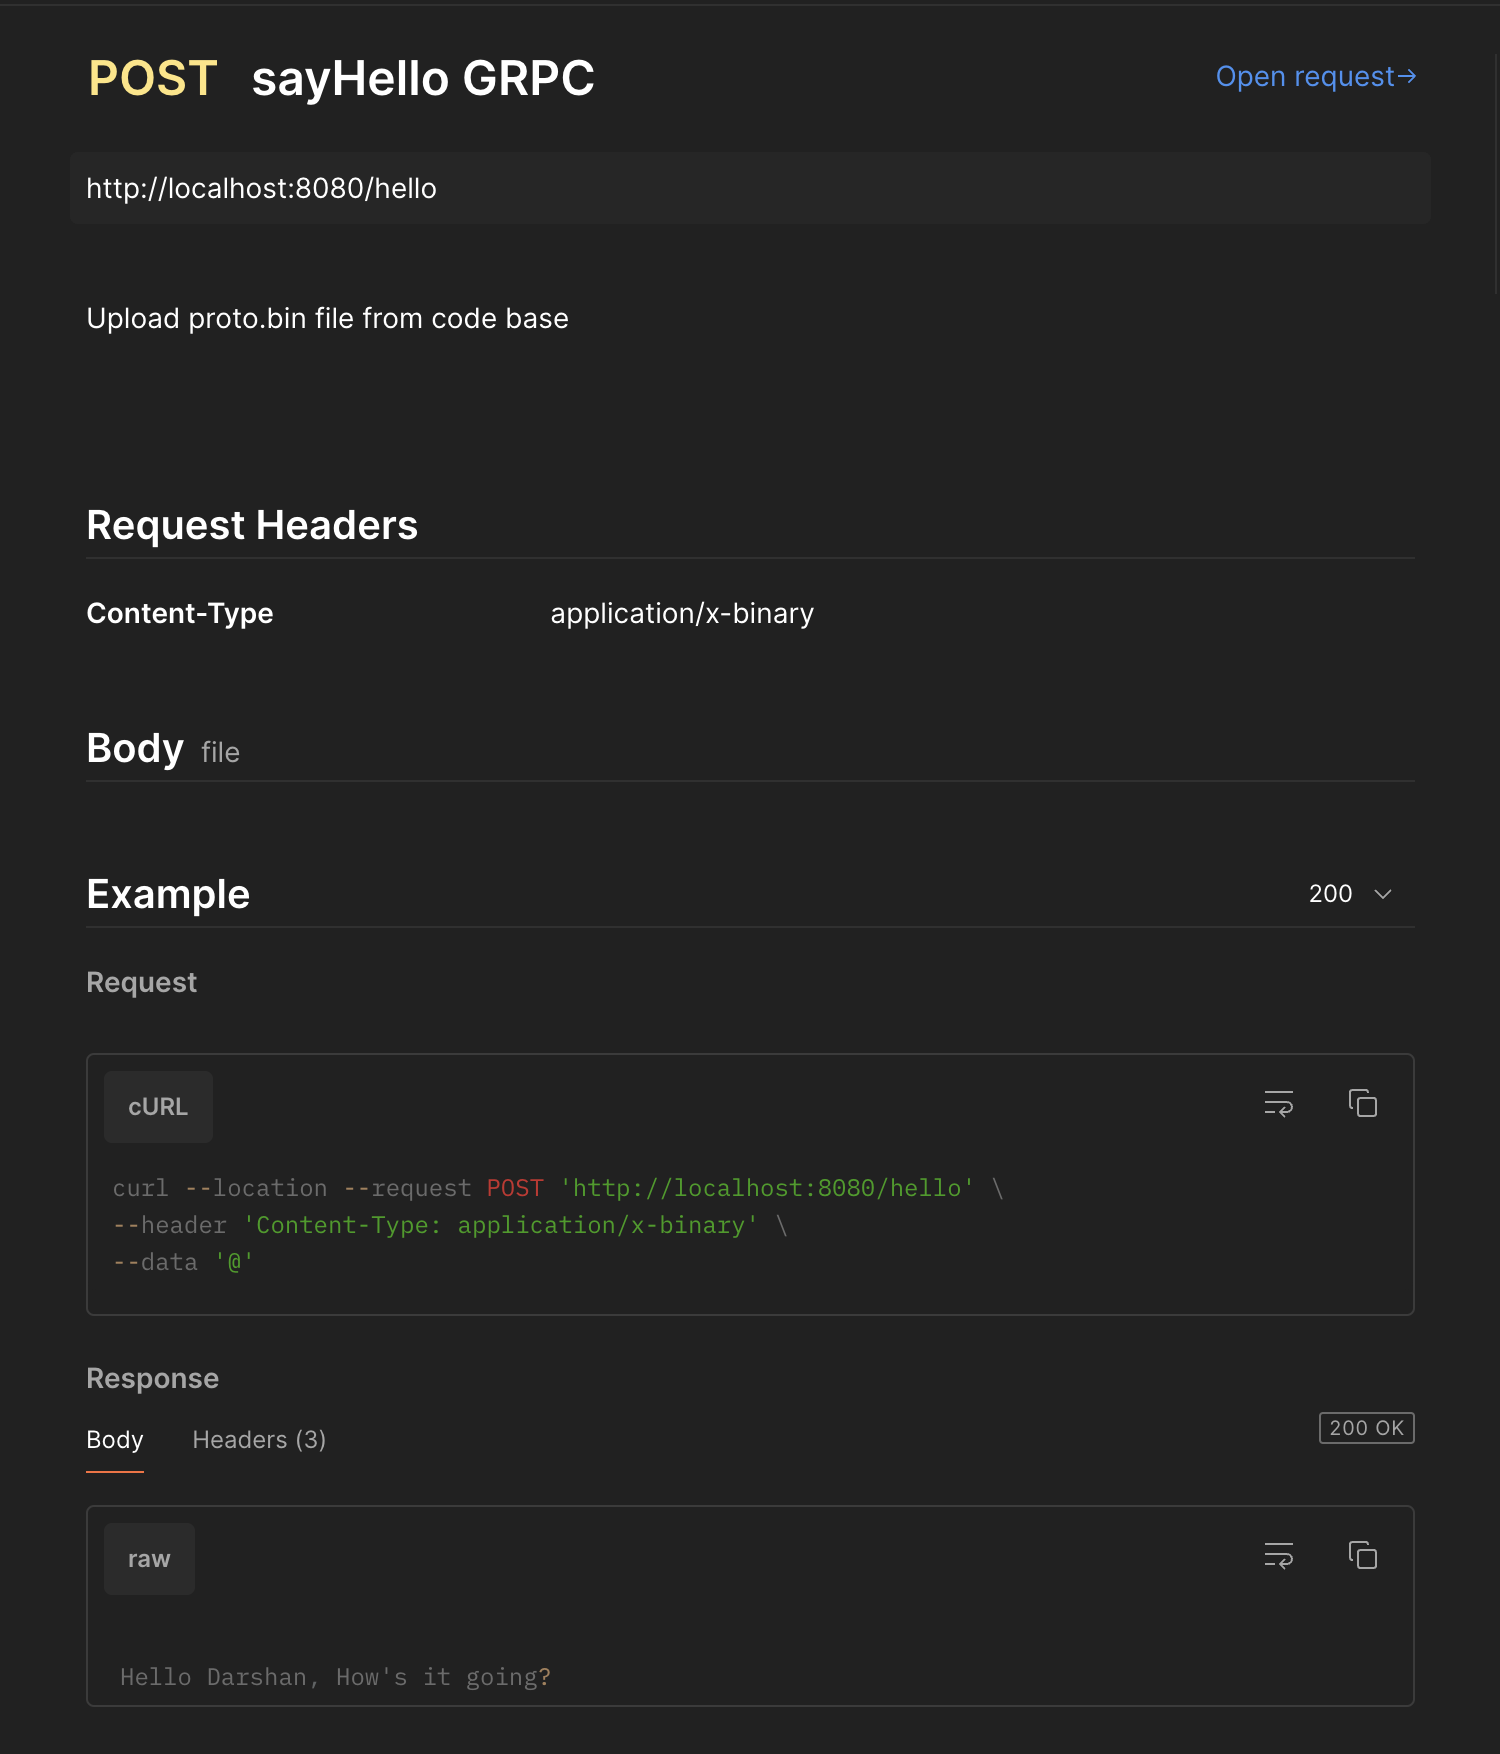 POST sayHello GRPC
Open request→
http://localhost:8080/hello
Upload proto.bin file from code base
Request Headers
Content-Type application/x-binary
Body file
Example
200
Request
cURL
curl --location --request POST 'http://localhost:8080/hello' \
--header 'Content-Type: application/x-binary' \
--data '@'
Response
Body Headers (3)
200 OK
raw
Hello Darshan, How's it going?